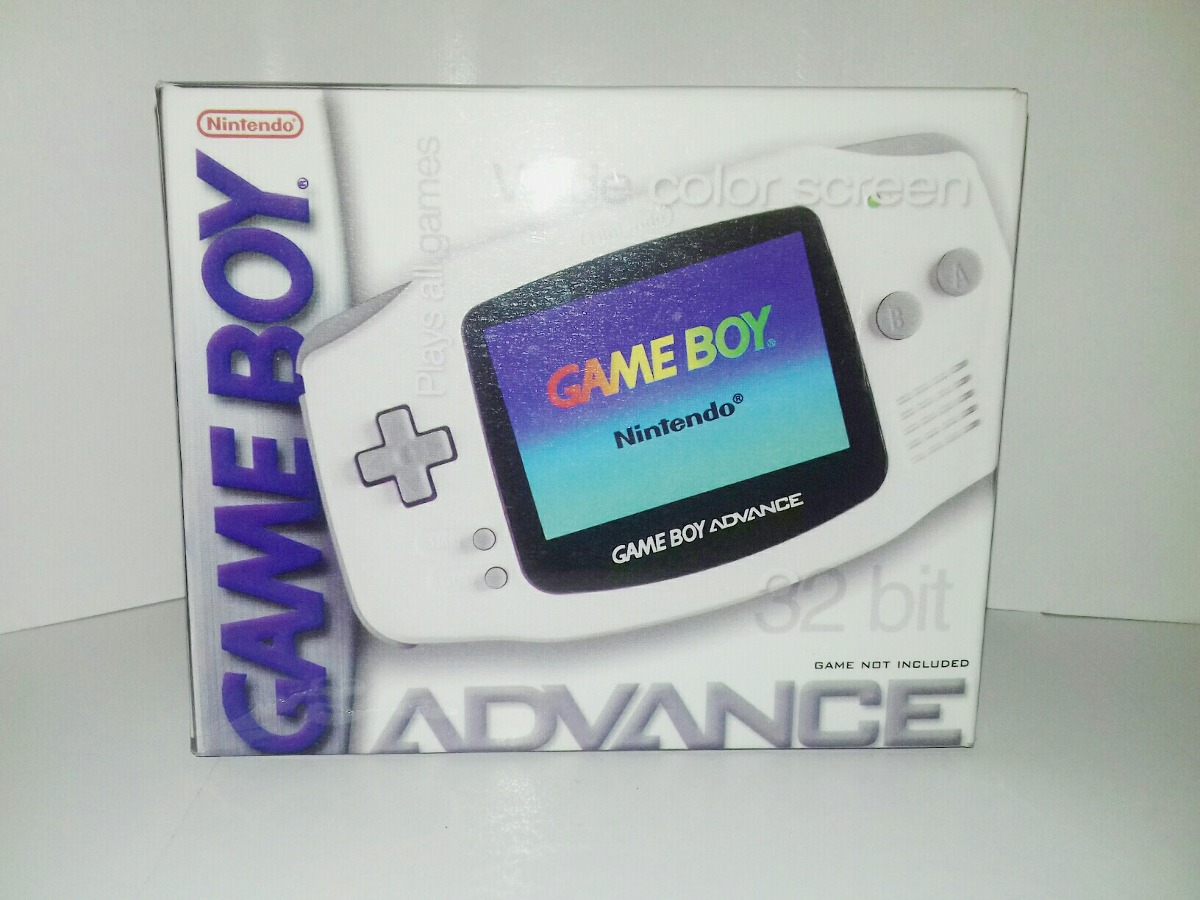 Nintendo®
GAME BOY®
Plays all games
color screen
A
B
GAME BOY®
Nintendo®
GAME BOY ADVANCE
32 bit
GAME NOT INCLUDED
ADVANCE